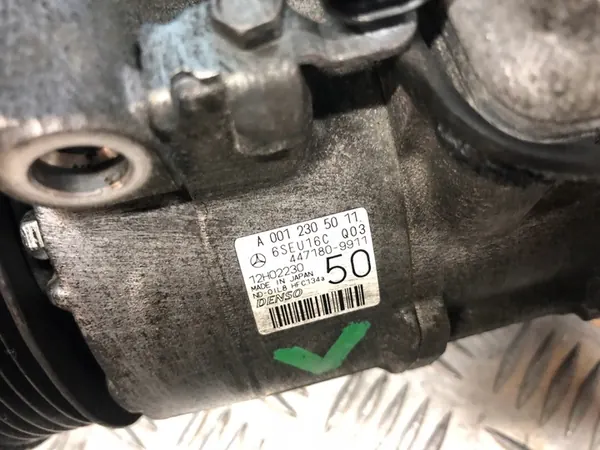 A 001 230 50 11
6SEU16C Q03
447180-9911
12H02230
MADE IN JAPAN
ND-OIL8 HFC134a
50
DENSO